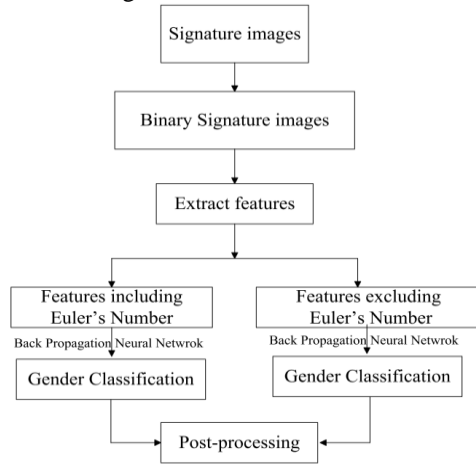 Signature images
Binary Signature images
Extract features
Features including
Euler's Number
Features excluding
Euler's Number
Back Propagation Neural Netwrok
Back Propagation Neural Netwrok
Gender Classification
Gender Classification
Post-processing